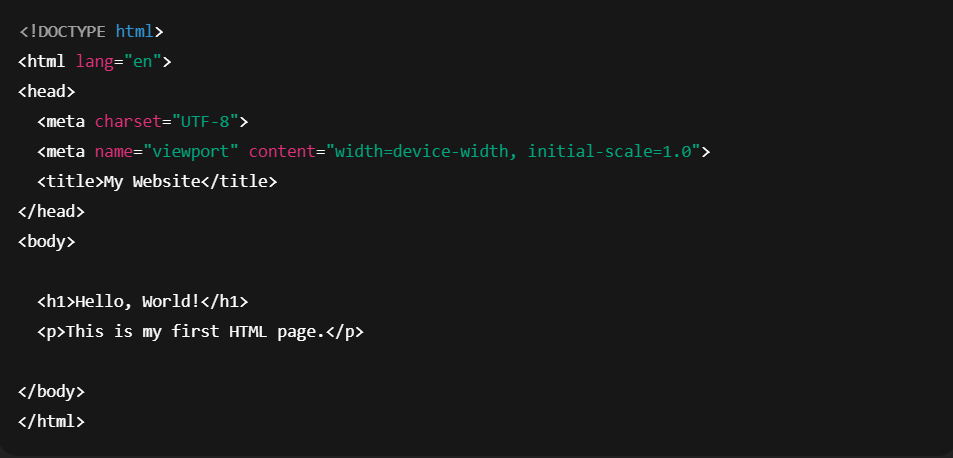 <!DOCTYPE html>
<html lang="en">
<head>
  <meta charset="UTF-8">
  <meta name="viewport" content="width=device-width, initial-scale=1.0">
  <title>My Website</title>
</head>
<body>

  <h1>Hello, World!</h1>
  <p>This is my first HTML page.</p>

</body>
</html>